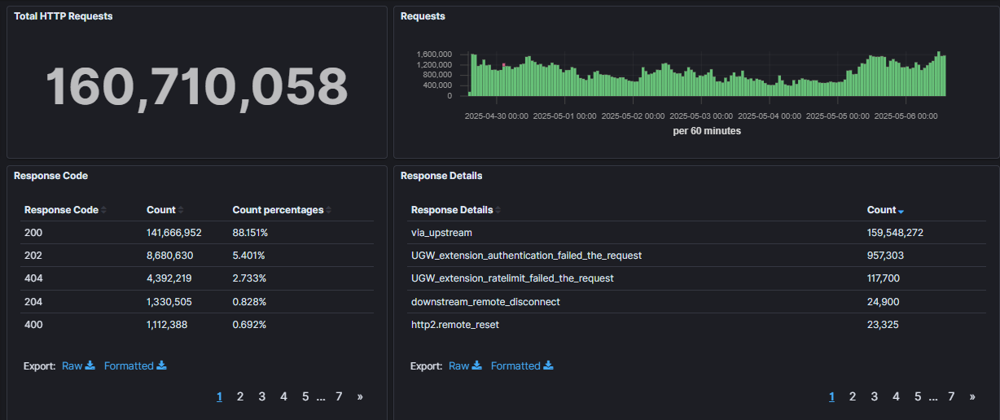 Total HTTP Requests
160,710,058
Requests
1,600,000
1,200,000
800,000
400,000
0
2025-04-30 00:00 2025-05-01 00:00 2025-05-02 00:00 2025-05-03 00:00 2025-05-04 00:00 2025-05-05 00:00 2025-05-06 00:00
per 60 minutes
Response Code
Response Code Count Count percentages
200 141,666,952 88.151%
202 8,680,630 5.401%
404 4,392,219 2.733%
204 1,330,505 0.828%
400 1,112,388 0.692%
Export: Raw Formatted
1 2 3 4 5 ... 7 »
Response Details
Response Details Count
via_upstream 159,548,272
UGW_extension_authentication_failed_the_request 957,303
UGW_extension_ratelimit_failed_the_request 117,700
downstream_remote_disconnect 24,900
http2.remote_reset 23,325
Export: Raw Formatted
1 2 3 4 5 ... 7 »